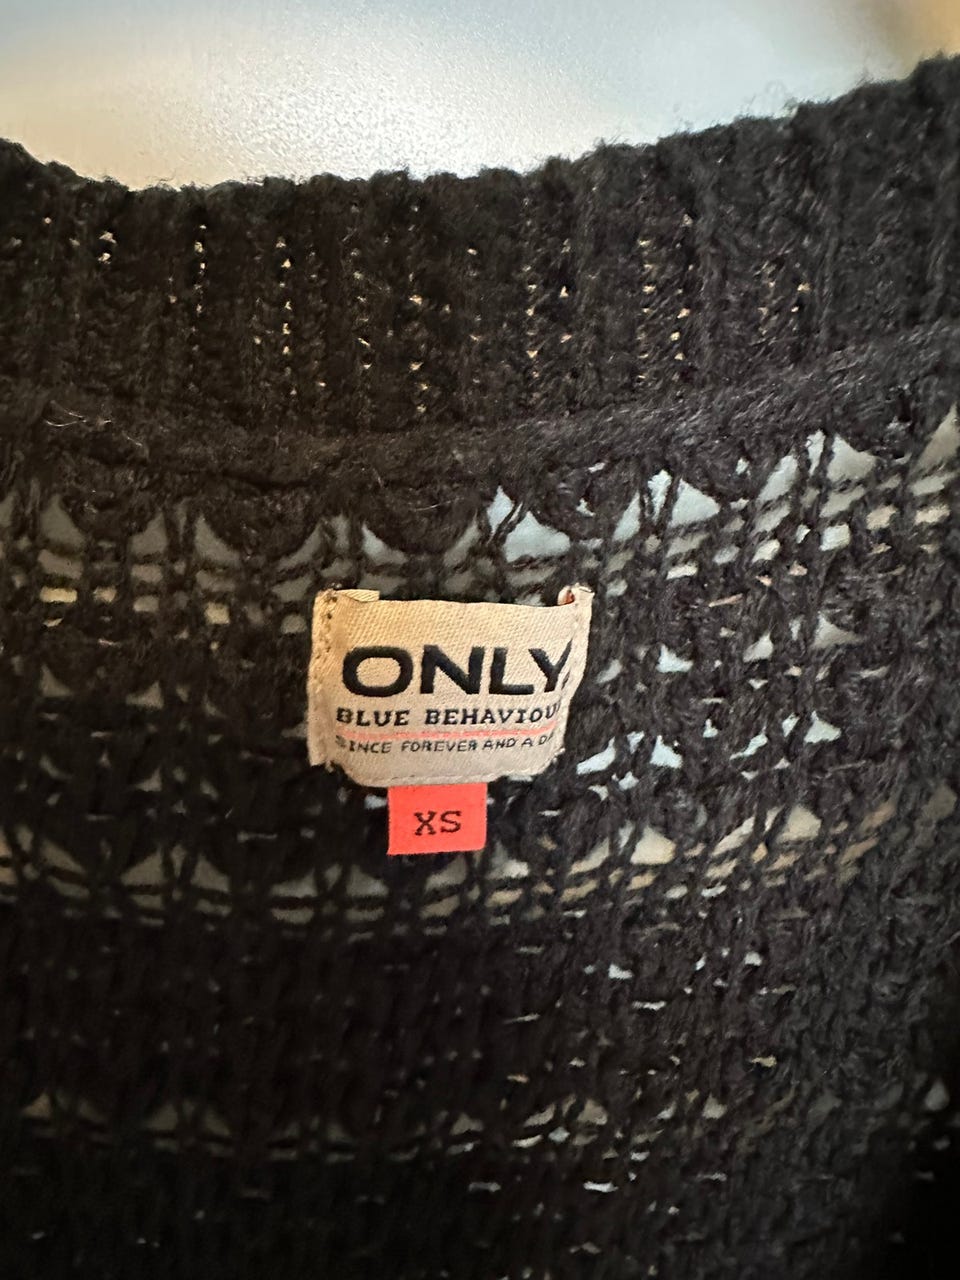 ONLY
BLUE BEHAVIOU
SINCE FOREVER AND A DA
XS